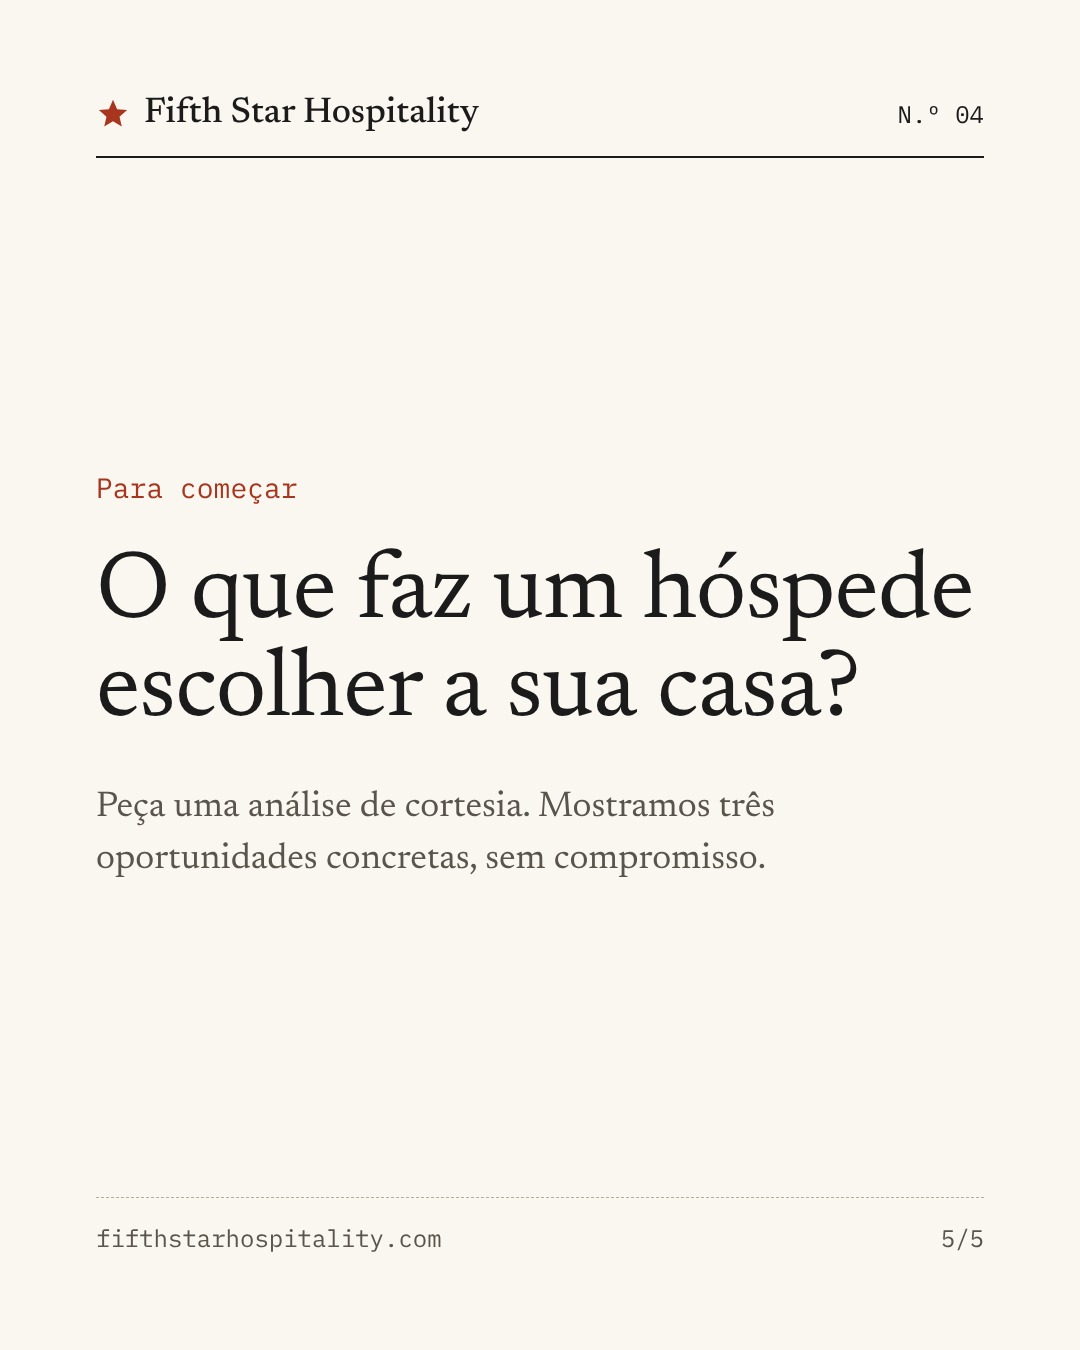 Fifth Star Hospitality
N.º 04
Para começar
O que faz um hóspede
escolher a sua casa?
Peça uma análise de cortesia. Mostramos três
oportunidades concretas, sem compromisso.
fifthstarhospitality.com
5/5